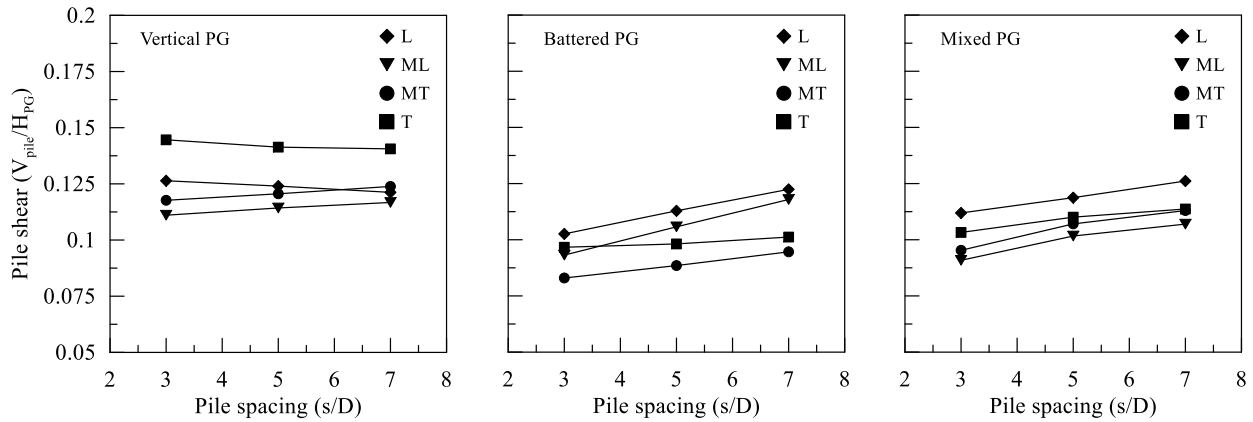 Pile shear (V_pile/H_PG)
0.2
0.175
0.15
0.125
0.1
0.075
0.05
Vertical PG
L
ML
MT
T
2 3 4 5 6 7 8
Pile spacing (s/D)
Battered PG
L
ML
MT
T
2 3 4 5 6 7 8
Pile spacing (s/D)
Mixed PG
L
ML
MT
T
2 3 4 5 6 7 8
Pile spacing (s/D)